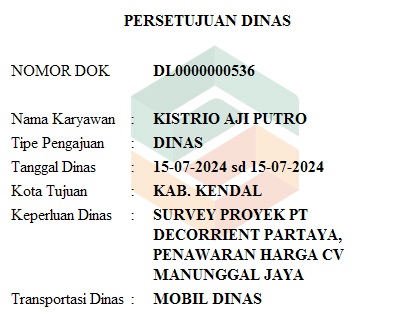 PERSETUJUAN DINAS
NOMOR DOK DL0000000536
Nama Karyawan : KISTRIO AJI PUTRO
Tipe Pengajuan : DINAS
Tanggal Dinas : 15-07-2024 sd 15-07-2024
Kota Tujuan : KAB. KENDAL
Keperluan Dinas : SURVEY PROYEK PT
DECORRIENT PARTAYA,
PENAWARAN HARGA CV
MANUNGGAL JAYA
Transportasi Dinas : MOBIL DINAS